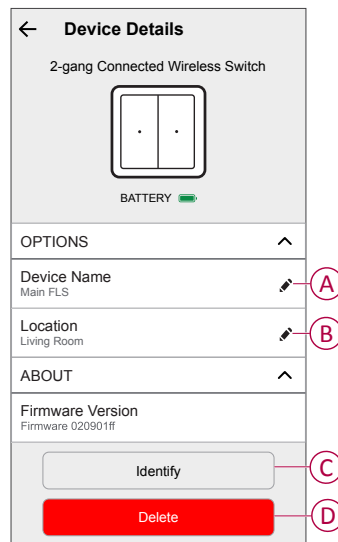 Device Details
2-gang Connected Wireless Switch
BATTERY
OPTIONS
Device Name
Main FLS
A
Location
Living Room
B
ABOUT
Firmware Version
Firmware 020901ff
Identify
C
Delete
D